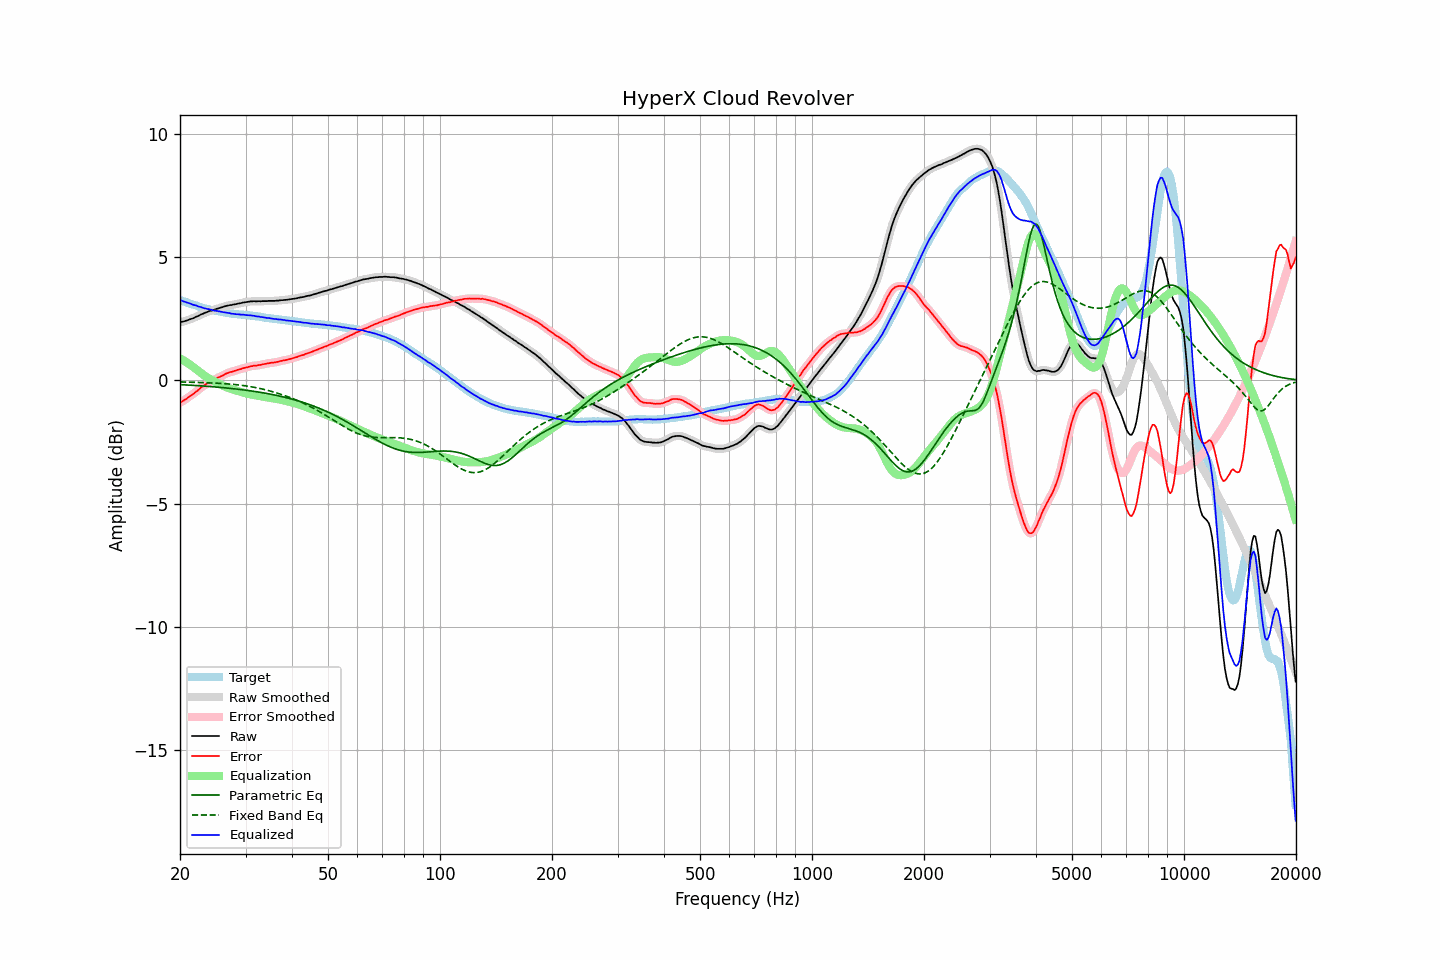 HyperX Cloud Revolver
10
5
0
−5
−10
−15
Amplitude (dBr)
Target
Raw Smoothed
Error Smoothed
Raw
Error
Equalization
Parametric Eq
Fixed Band Eq
Equalized
20
50
100
200
500
1000
2000
5000
10000
20000
Frequency (Hz)